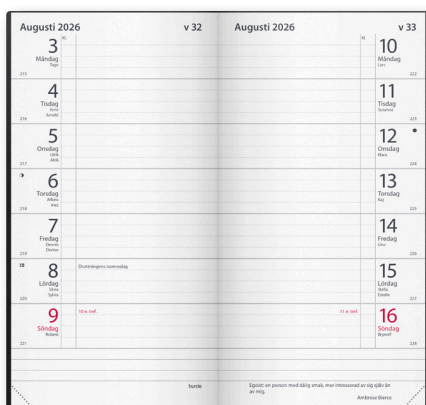 Augusti 2026
v 32
Kl.
3
Måndag
Tage
215
4
Tisdag
Arne
Arnold
216
5
Onsdag
Ulrik
Alrik
217
6
Torsdag
Alfons
Inez
218
7
Fredag
Dennis
Denise
219
8
Lördag
Silvia
Sylvia
220
Drottningens namnsdag
9
Söndag
Roland
221
10 e. tref.
burde
Augusti 2026
v 33
Kl.
10
Måndag
Lars
222
11
Tisdag
Susanna
223
12
Onsdag
Klara
224
13
Torsdag
Kaj
225
14
Fredag
Uno
226
15
Lördag
Stella
Estelle
227
11 e. tref.
16
Söndag
Brynolf
228
Egoist: en person med dålig smak, mer intresserad av sig själv än
av mig.
Ambrose Bierce